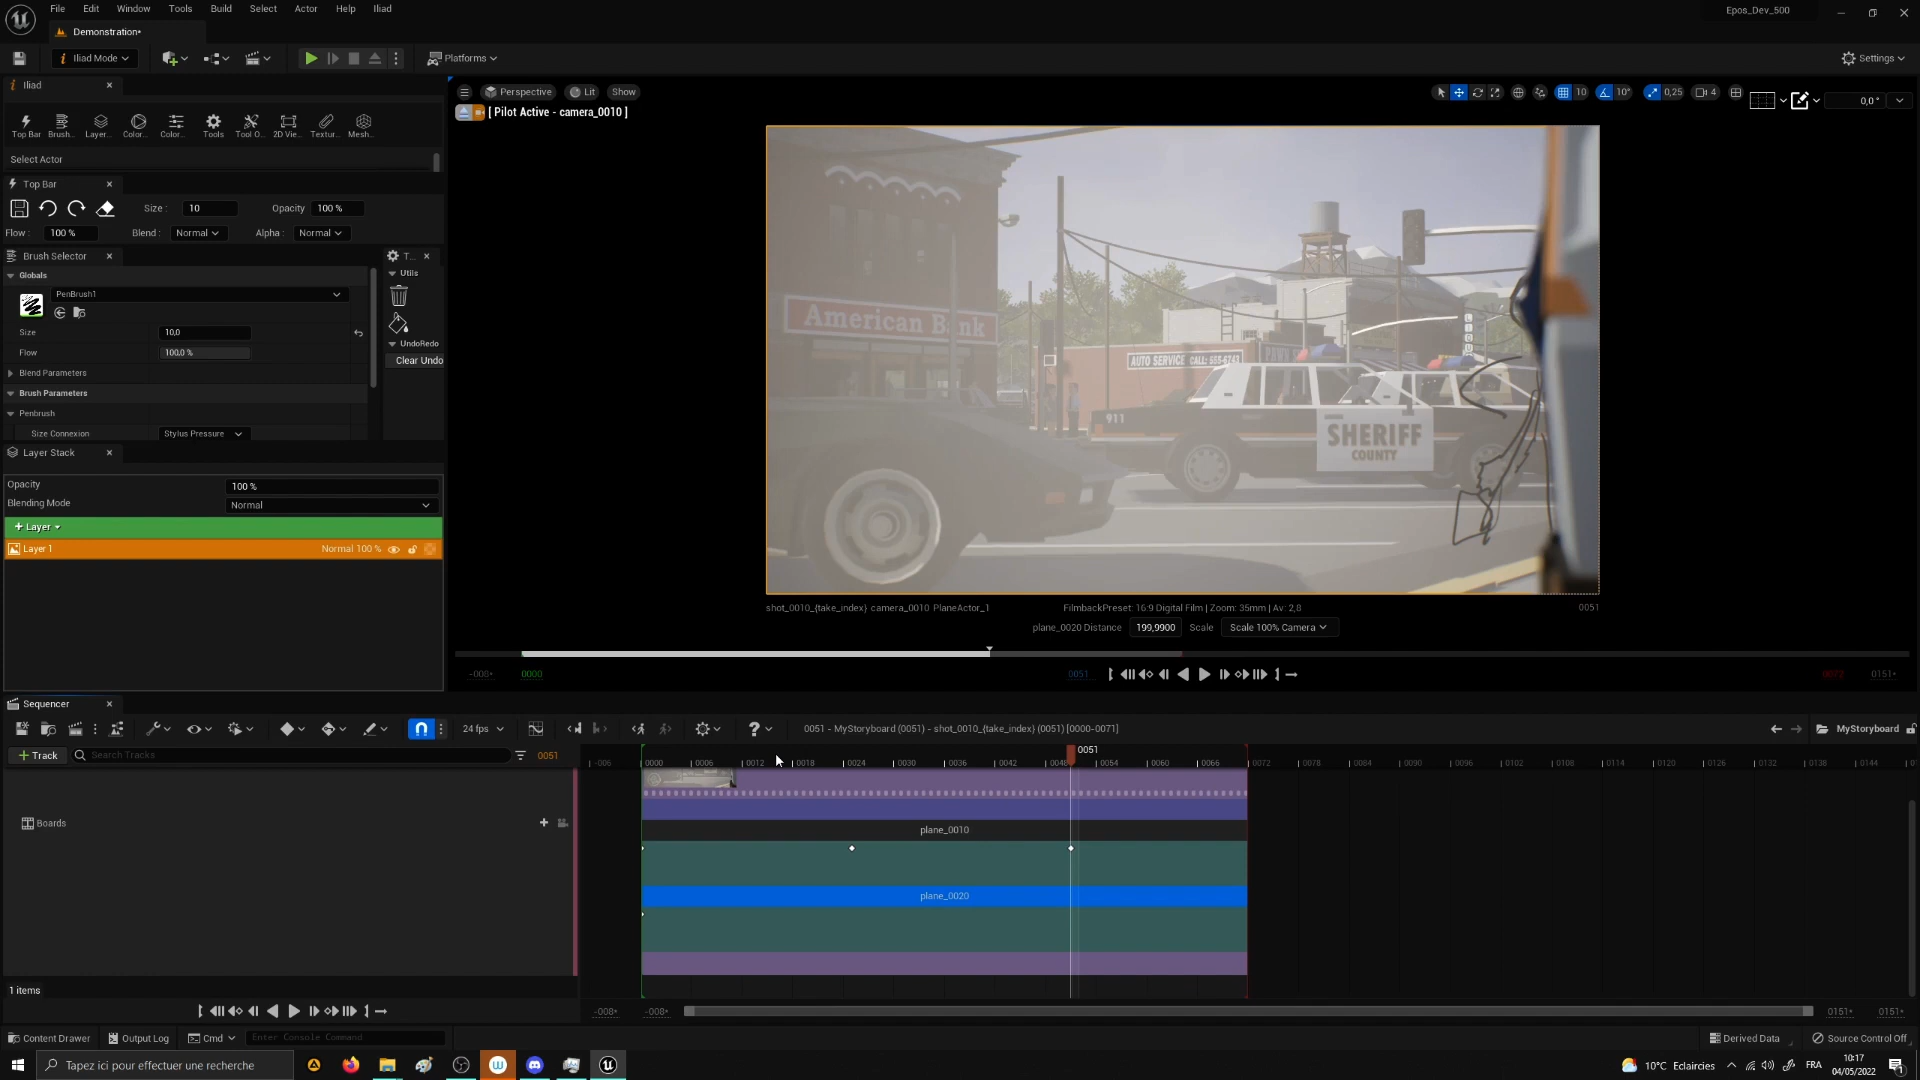 File Edit Window Tools Build Select Actor Help Iliad
Epos_Dev_500
Demonstration•
Iliad Mode
Platforms
Settings
Iliad
Top Bar Brush... Layer... Color... Color... Tools Tool O... 2D Vie... Textur... Mesh...
Select Actor
Top Bar
Size : 10 Opacity 100 %
Flow : 100 % Blend : Normal Alpha : Normal
Brush Selector
T...
Globals
Utils
PenBrush1
Size 10,0
Flow 100,0 %
UndoRedo
Clear Undo
Blend Parameters
Brush Parameters
Penbrush
Size Connexion Stylus Pressure
Layer Stack
Opacity 100 %
Blending Mode Normal
+ Layer
Layer 1 Normal 100 %
Perspective Lit Show
10 10° 0,25 4 0,0 °
[ Pilot Active - camera_0010 ]
American Bank
AUTO SERVICE CALL: 555-6743
PAWN
911
SHERIFF
COUNTY
shot_0010_{take_index} camera_0010 PlaneActor_1
FilmbackPreset: 16:9 Digital Film | Zoom: 35mm | Av: 2,8
0051
plane_0020 Distance 199,9900 Scale Scale 100% Camera
-008* 0000 0051 0072 0151*
Sequencer
24 fps
0051 - MyStoryboard (0051) - shot_0010_{take_index} (0051) [0000-0071]
MyStoryboard
+ Track Search Tracks 0051
0051
-006 0000 0006 0012 0018 0024 0030 0036 0042 0048 0054 0060 0066 0072 0078 0084 0090 0096 0102 0108 0114 0120 0126 0132 0138 0144
Boards
plane_0010
plane_0020
1 items
-008* -008* 0151* 0151*
Content Drawer Output Log Cmd Enter Console Command
Derived Data Source Control Off
Tapez ici pour effectuer une recherche
10°C Eclaircies
FRA
10:17
04/05/2022